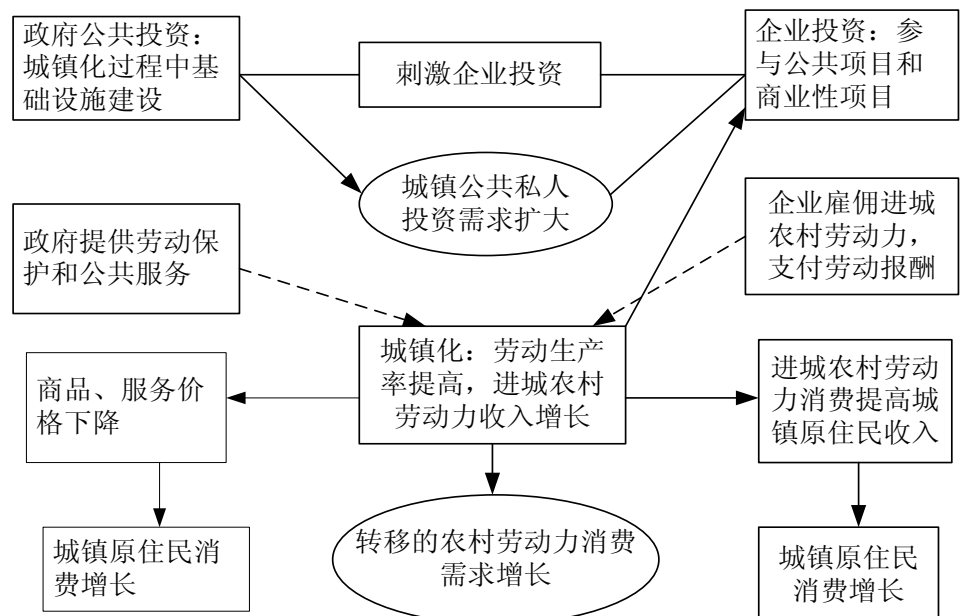 政府公共投资：
城镇化过程中基
础设施建设
刺激企业投资
企业投资：参
与公共项目和
商业性项目
城镇公共私人
投资需求扩大
政府提供劳动保
护和公共服务
企业雇佣进城
农村劳动力，
支付劳动报酬
城镇化：劳动生产
率提高，进城农村
劳动力收入增长
商品、服务价
格下降
进城农村劳动
力消费提高城
镇原住民收入
城镇原住民消
费增长
转移的农村劳动力消费
需求增长
城镇原住民
消费增长